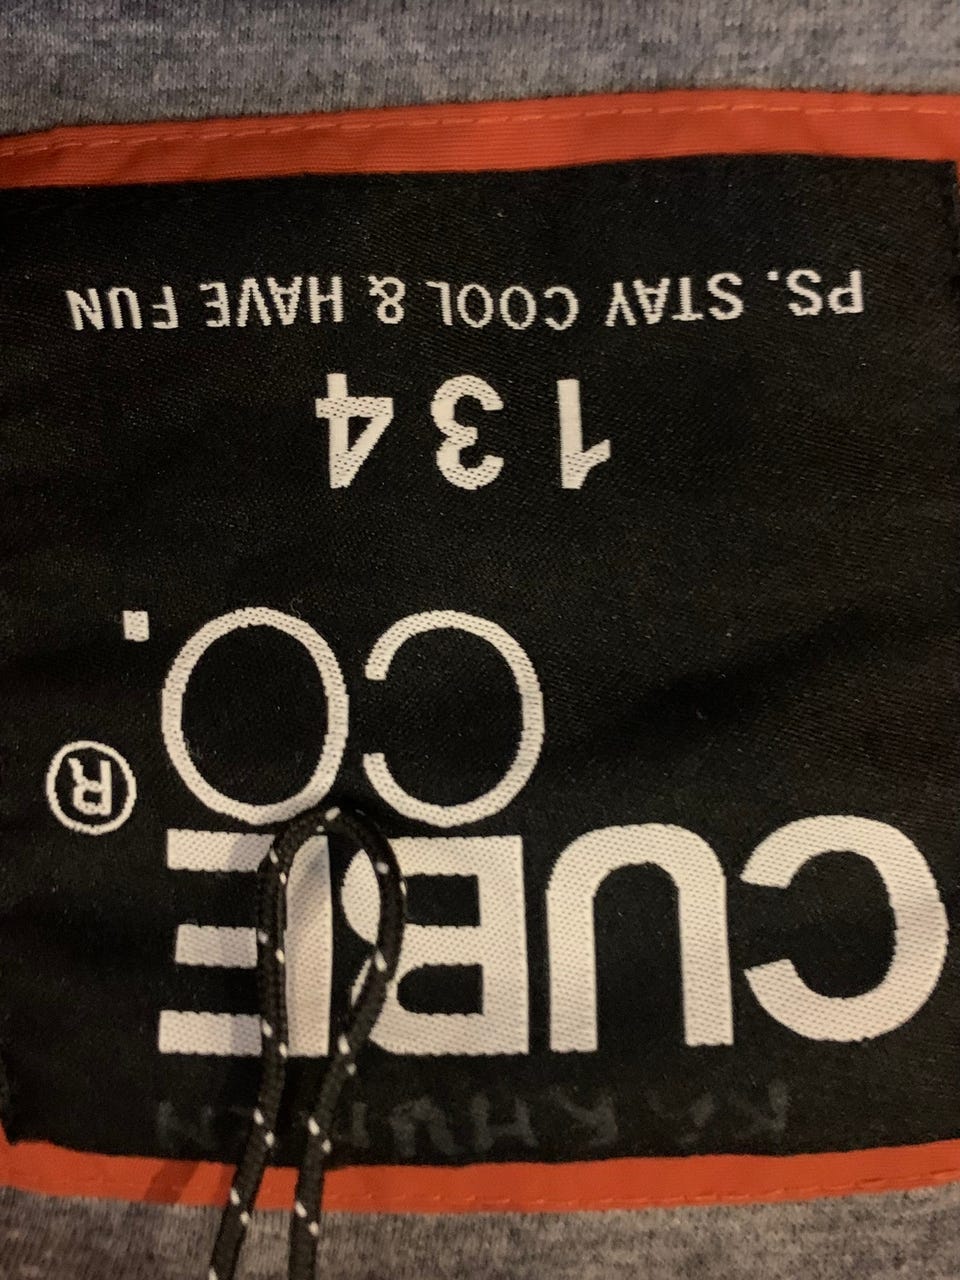 CUBE
CO.®
134
PS. STAY COOL & HAVE FUN